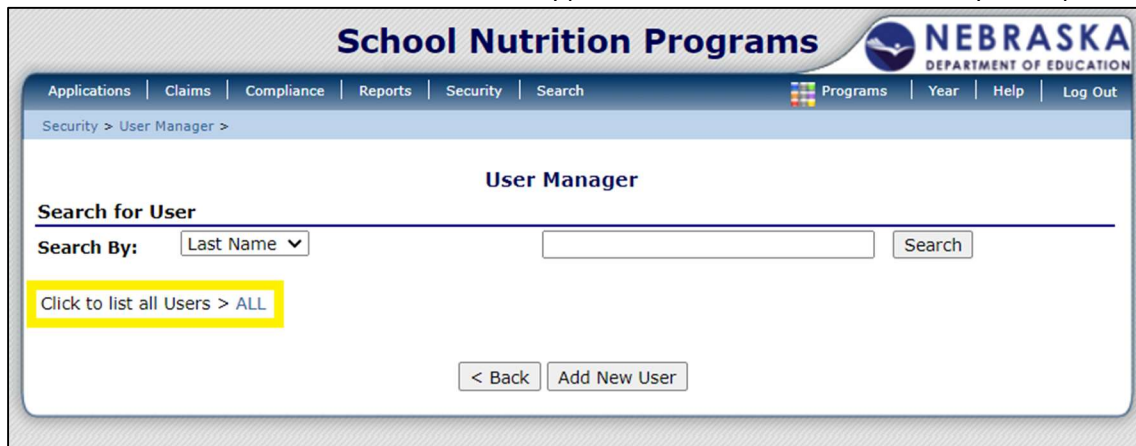 School Nutrition Programs
NEBRASKA
DEPARTMENT OF EDUCATION
Applications | Claims | Compliance | Reports | Security | Search Programs | Year | Help | Log Out
Security > User Manager >
User Manager
Search for User
Search By: Last Name Search
Click to list all Users > ALL
< Back Add New User